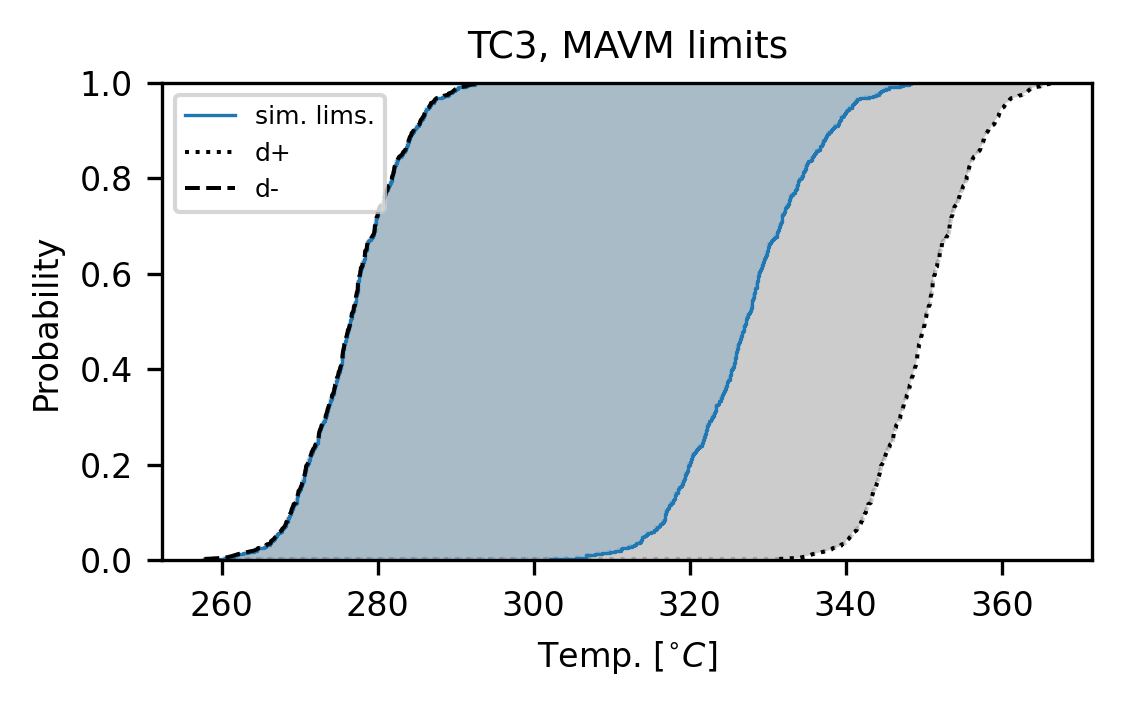 TC3, MAVM limits
1.0
0.8
0.6
0.4
0.2
0.0
Probability
sim. lims.
d+
d-
260 280 300 320 340 360
Temp. [°C]